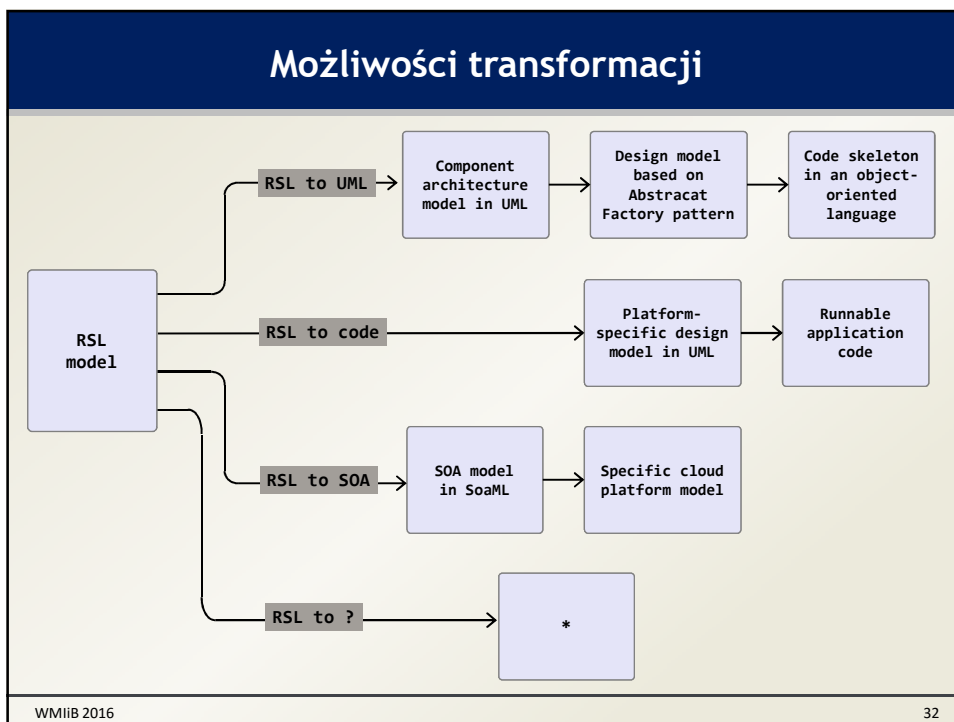 Możliwości transformacji
RSL to UML
Component
architecture
model in UML
Design model
based on
Abstracat
Factory pattern
Code skeleton
in an object-
oriented
language
RSL
model
RSL to code
Platform-
specific design
model in UML
Runnable
application
code
RSL to SOA
SOA model
in SoaML
Specific cloud
platform model
RSL to ?
*
WMIiB 2016
32